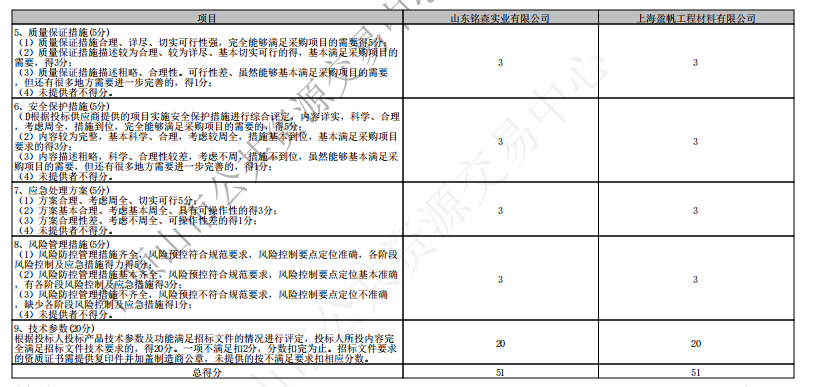 项目 山东铭森实业有限公司 上海盈帆工程材料有限公司
5、质量保证措施(5分)
(1)质量保证措施合理、详尽、切实可行性强,完全能够满足采购项目的需要得5分;
(2)质量保证措施描述较为合理、较为详尽、基本切实可行的得,基本满足采购项目的
需要,得3分;
(3)质量保证措施描述粗略、合理性。可行性差、虽然能够基本满足采购项目的需要
,但还有很多地方需要进一步完善的,得1分;
(4)未提供者不得分。
3 3
6、安全保护措施(5分)
(1)根据投标供应商提供的项目实施安全保护措施进行综合评定。内容详实,科学、合理
,考虑周全,措施到位,完全能够满足采购项目的需要的,得5分;
(2)内容较为完整,基本科学、合理,考虑较周全,措施基本到位,基本满足采购项目
要求的得3分;
(3)内容描述粗略,科学、合理性较差,考虑不周,措施不到位,虽然能够基本满足采
购项目的需要,但还有很多地方需要进一步完善的,得1分;
(4)未提供者不得分。
3 3
7、应急处理方案(5分)
(1)方案合理、考虑周全、切实可行5分;
(2)方案基本合理、考虑基本周全、具有可操作性的得3分;
(3)方案合理性差、考虑不周全、可操作性差的得1分;
(4)未提供者不得分。
3 3
8、风险管理措施(5分)
(1)风险防控管理措施齐全,风险预控符合规范要求,风险控制要点定位准确,各阶段
风险控制及应急措施得力得5分;
(2)风险防控管理措施基本齐全,风险预控符合规范要求,风险控制要点定位基本准确
,有各阶段风险控制及应急措施得3分;
(3)风险防控管理措施不齐全,风险预控不符合规范要求,风险控制要点定位不准确
,缺少各阶段风险控制及应急措施得1分;
(4)未提供者不得分。
3 3
9、技术参数(20分)
根据投标人投标产品技术参数及功能满足招标文件的情况进行评定,投标人所投内容完
全满足招标文件技术要求的,得20分。一项不满足扣2分,分数扣完为止。招标文件要求
的资质证书需提供复印件并加盖制造商公章,未提供的按不满足要求扣相应分数。
20 20
总得分 51 51
山市公共资源交易中心
山市公共资源交易中心